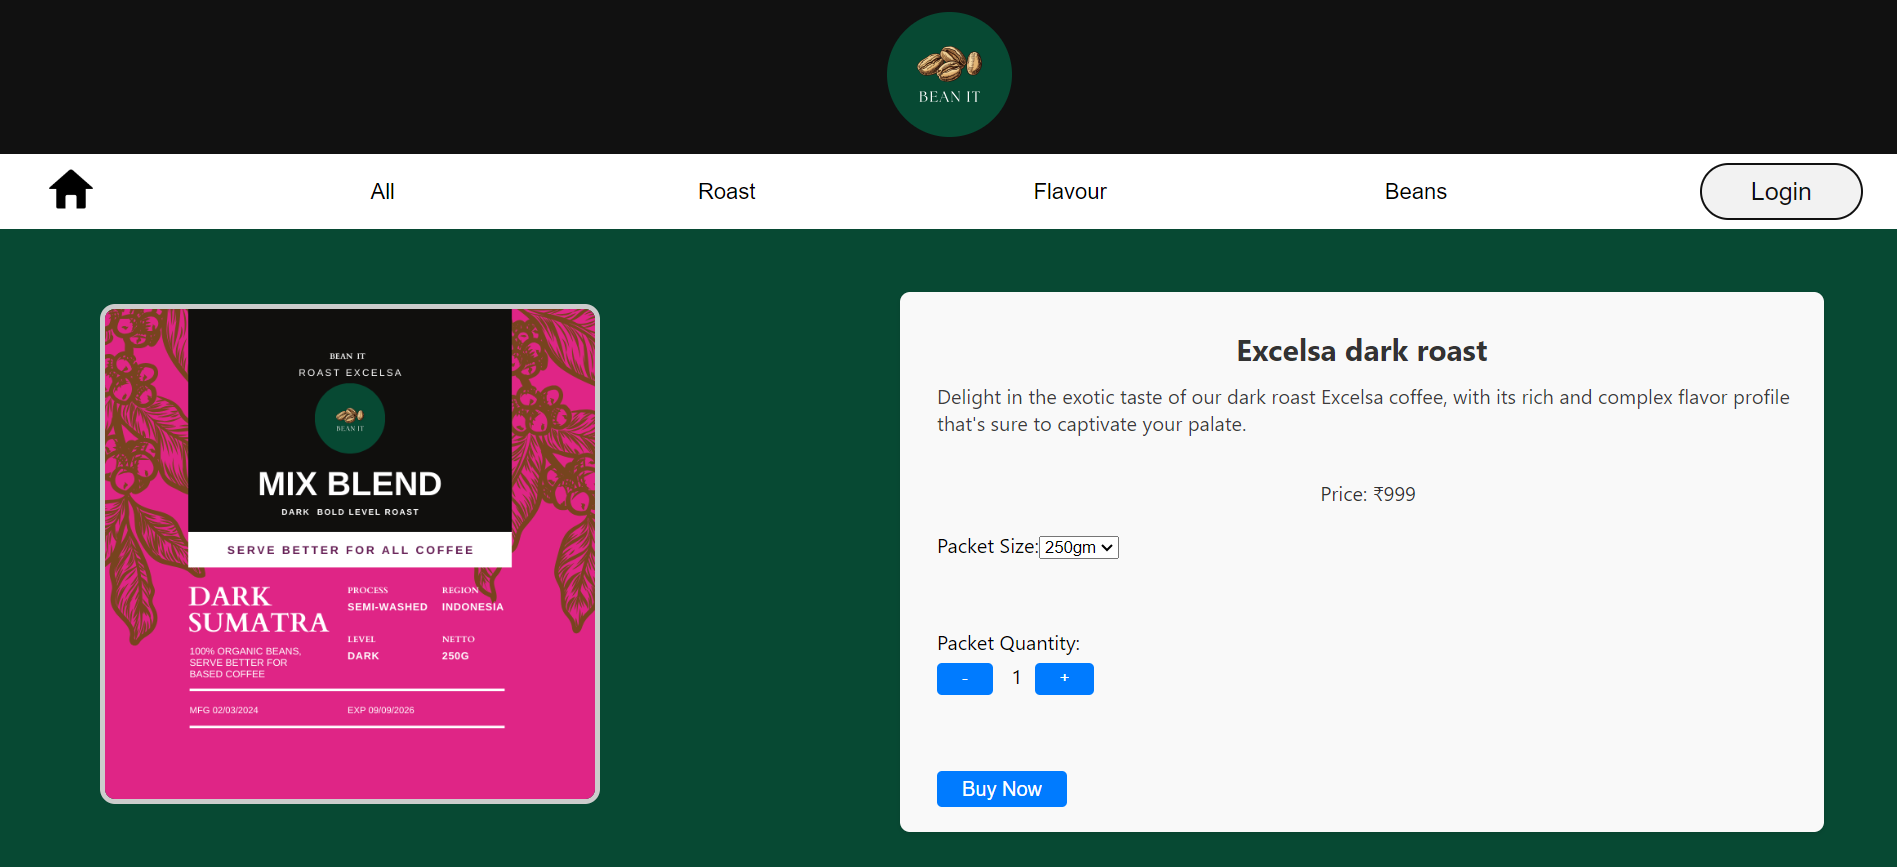 BEAN IT
All
Roast
Flavour
Beans
Login
BEAN IT
ROAST EXCELSA
BEAN IT
MIX BLEND
DARK BOLD LEVEL ROAST
SERVE BETTER FOR ALL COFFEE
DARK
SUMATRA
100% ORGANIC BEANS,
SERVE BETTER FOR
BASED COFFEE
PROCESS
SEMI-WASHED
REGION
INDONESIA
LEVEL
DARK
NETTO
250G
MFG 02/03/2024
EXP 09/09/2026
Excelsa dark roast
Delight in the exotic taste of our dark roast Excelsa coffee, with its rich and complex flavor profile
that's sure to captivate your palate.
Price: ₹999
Packet Size: 250gm
Packet Quantity:
- 1 +
Buy Now